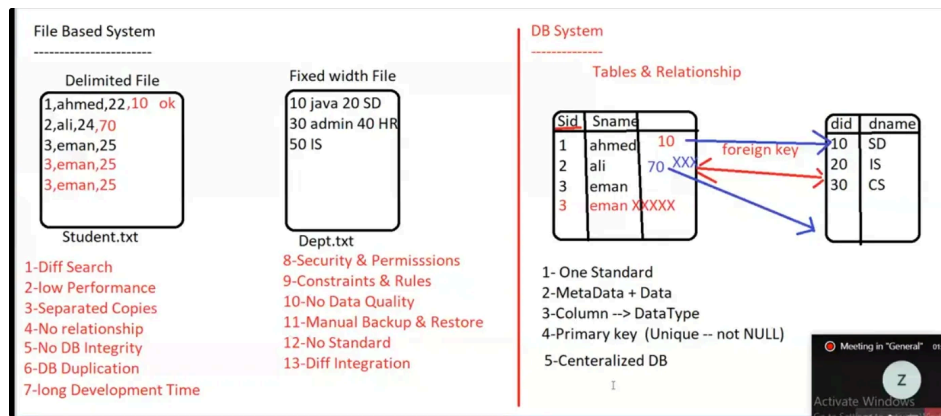 File Based System
-----------------------
Delimited File
1,ahmed,22,10 ok
2,ali,24,70
3,eman,25
3,eman,25
3,eman,25
Student.txt
Fixed width File
10 java 20 SD
30 admin 40 HR
50 IS
Dept.txt
1-Diff Search
2-low Performance
3-Separated Copies
4-No relationship
5-No DB Integrity
6-DB Duplication
7-long Development Time
8-Security & Permisssions
9-Constraints & Rules
10-No Data Quality
11-Manual Backup & Restore
12-No Standard
13-Diff Integration
DB System
--------------
Tables & Relationship
Sid Sname
1 ahmed 10
2 ali 70 XXX
3 eman
3 eman XXXXX
foreign key
did dname
10 SD
20 IS
30 CS
1- One Standard
2-MetaData + Data
3-Column --> DataType
4-Primary key (Unique -- not NULL)
5-Centeralized DB
Meeting in "General" 01
Z
Activate Windows